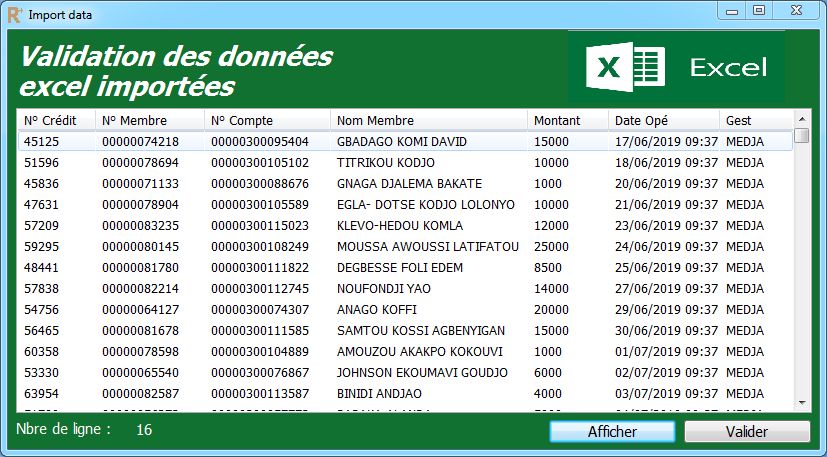 R+ Import data
Validation des données
excel importées
X Excel
N° Crédit N° Membre N° Compte Nom Membre Montant Date Opé Gest
45125 00000074218 00000300095404 GBADAGO KOMI DAVID 15000 17/06/2019 09:37 MEDJA
51596 00000078694 00000300105102 TITRIKOU KODJO 10000 18/06/2019 09:37 MEDJA
45836 00000071133 00000300088676 GNAGA DJALEMA BAKATE 1000 20/06/2019 09:37 MEDJA
47631 00000078904 00000300105589 EGLA- DOTSE KODJO LOLONYO 10000 21/06/2019 09:37 MEDJA
57209 00000083235 00000300115023 KLEVO-HEDOU KOMLA 12000 23/06/2019 09:37 MEDJA
59295 00000080145 00000300108249 MOUSSA AWOUSSI LATIFATOU 25000 24/06/2019 09:37 MEDJA
48441 00000081780 00000300111822 DEGBESSE FOLI EDEM 8500 25/06/2019 09:37 MEDJA
57838 00000082214 00000300112745 NOUFONDJI YAO 14000 27/06/2019 09:37 MEDJA
54756 00000064127 00000300074307 ANAGO KOFFI 20000 29/06/2019 09:37 MEDJA
56465 00000081678 00000300111585 SAMTOU KOSSI AGBENYIGAN 15000 30/06/2019 09:37 MEDJA
60358 00000078598 00000300104889 AMOUZOU AKAKPO KOKOUVI 1000 01/07/2019 09:37 MEDJA
53330 00000065540 00000300076867 JOHNSON EKOUMAVI GOUDJO 6000 02/07/2019 09:37 MEDJA
63954 00000082587 00000300113587 BINIDI ANDJAO 4000 03/07/2019 09:37 MEDJA
Nbre de ligne : 16 Afficher Valider